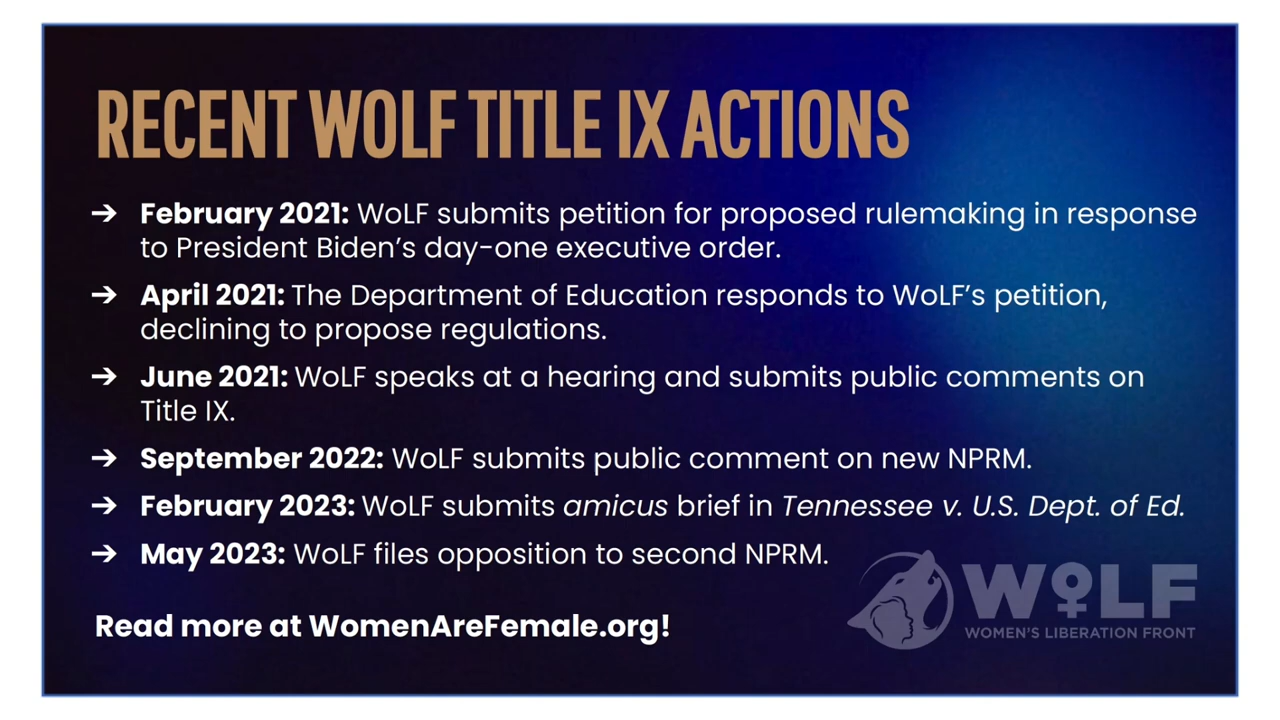 RECENT WOLF TITLE IX ACTIONS
➔ February 2021: WoLF submits petition for proposed rulemaking in response
to President Biden’s day-one executive order.
➔ April 2021: The Department of Education responds to WoLF’s petition,
declining to propose regulations.
➔ June 2021: WoLF speaks at a hearing and submits public comments on
Title IX.
➔ September 2022: WoLF submits public comment on new NPRM.
➔ February 2023: WoLF submits amicus brief in Tennessee v. U.S. Dept. of Ed.
➔ May 2023: WoLF files opposition to second NPRM.
Read more at WomenAreFemale.org!
WoLF
WOMEN’S LIBERATION FRONT